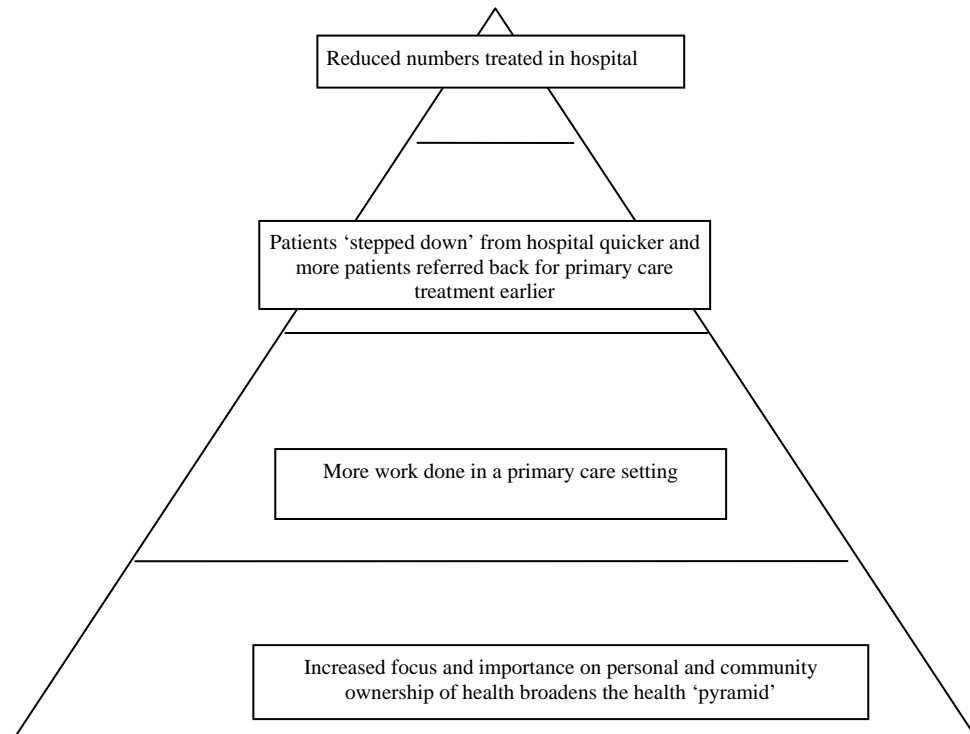 Reduced numbers treated in hospital
Patients ‘stepped down’ from hospital quicker and
more patients referred back for primary care
treatment earlier
More work done in a primary care setting
Increased focus and importance on personal and community
ownership of health broadens the health ‘pyramid’